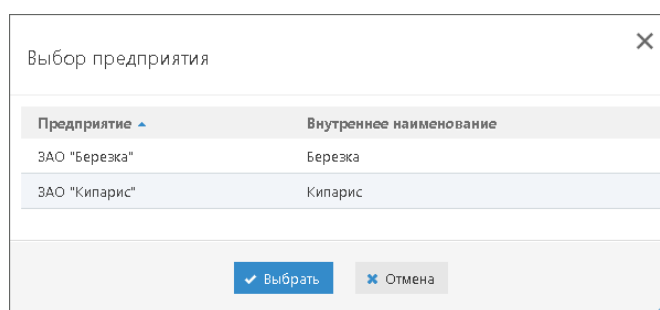 Выбор предприятия
Предприятие Внутреннее наименование
ЗАО "Березка" Березка
ЗАО "Кипарис" Кипарис
Выбрать Отмена